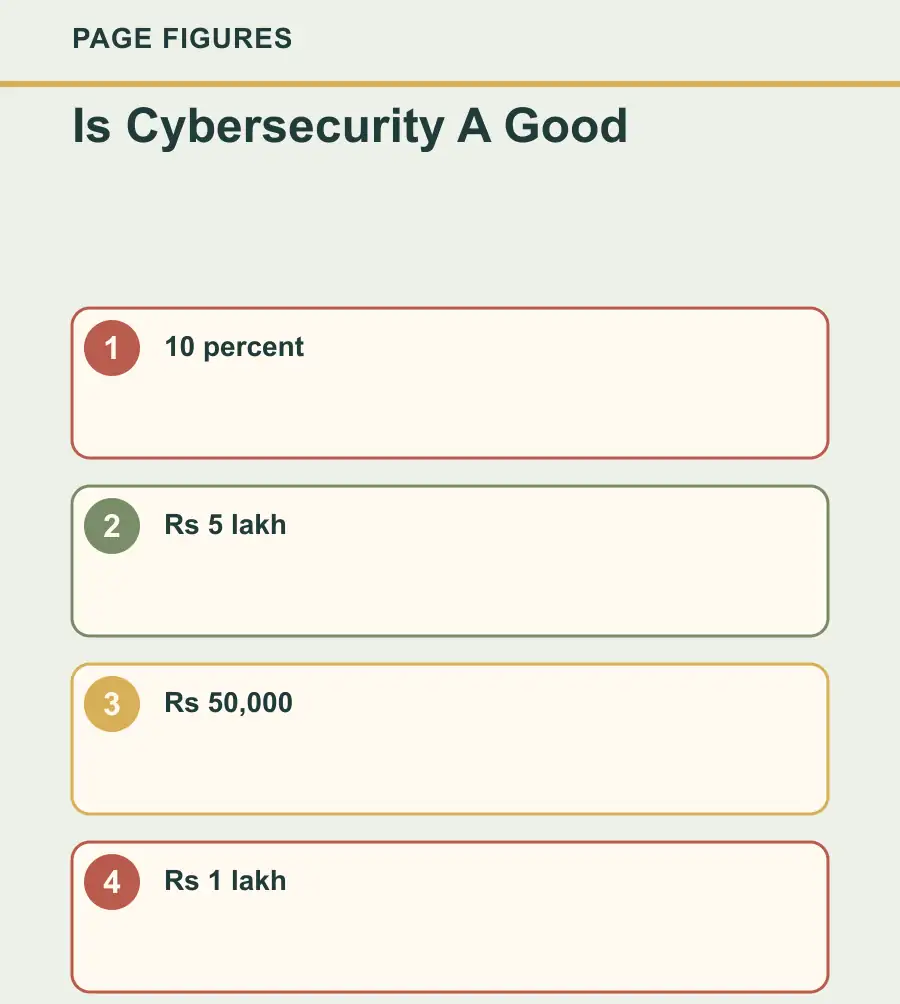 PAGE FIGURES
Is Cybersecurity A Good
1
10 percent
2
Rs 5 lakh
3
Rs 50,000
4
Rs 1 lakh